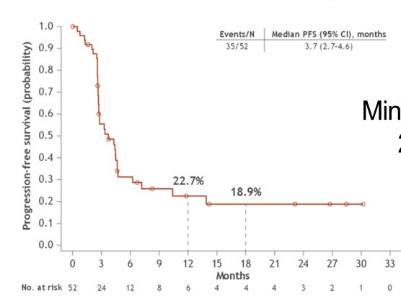 Events/N Median PFS (95% CI), months
35/52 3.7 (2.7-4.6)
Progression-free survival (probability)
1.0
0.9
0.8
0.7
0.6
0.5
0.4
0.3
0.2
0.1
0.0
22.7%
18.9%
Min
0 3 6 9 12 15 18 21 24 27 30 33
Months
No. at risk 52 24 12 8 6 4 4 4 3 2 1 0